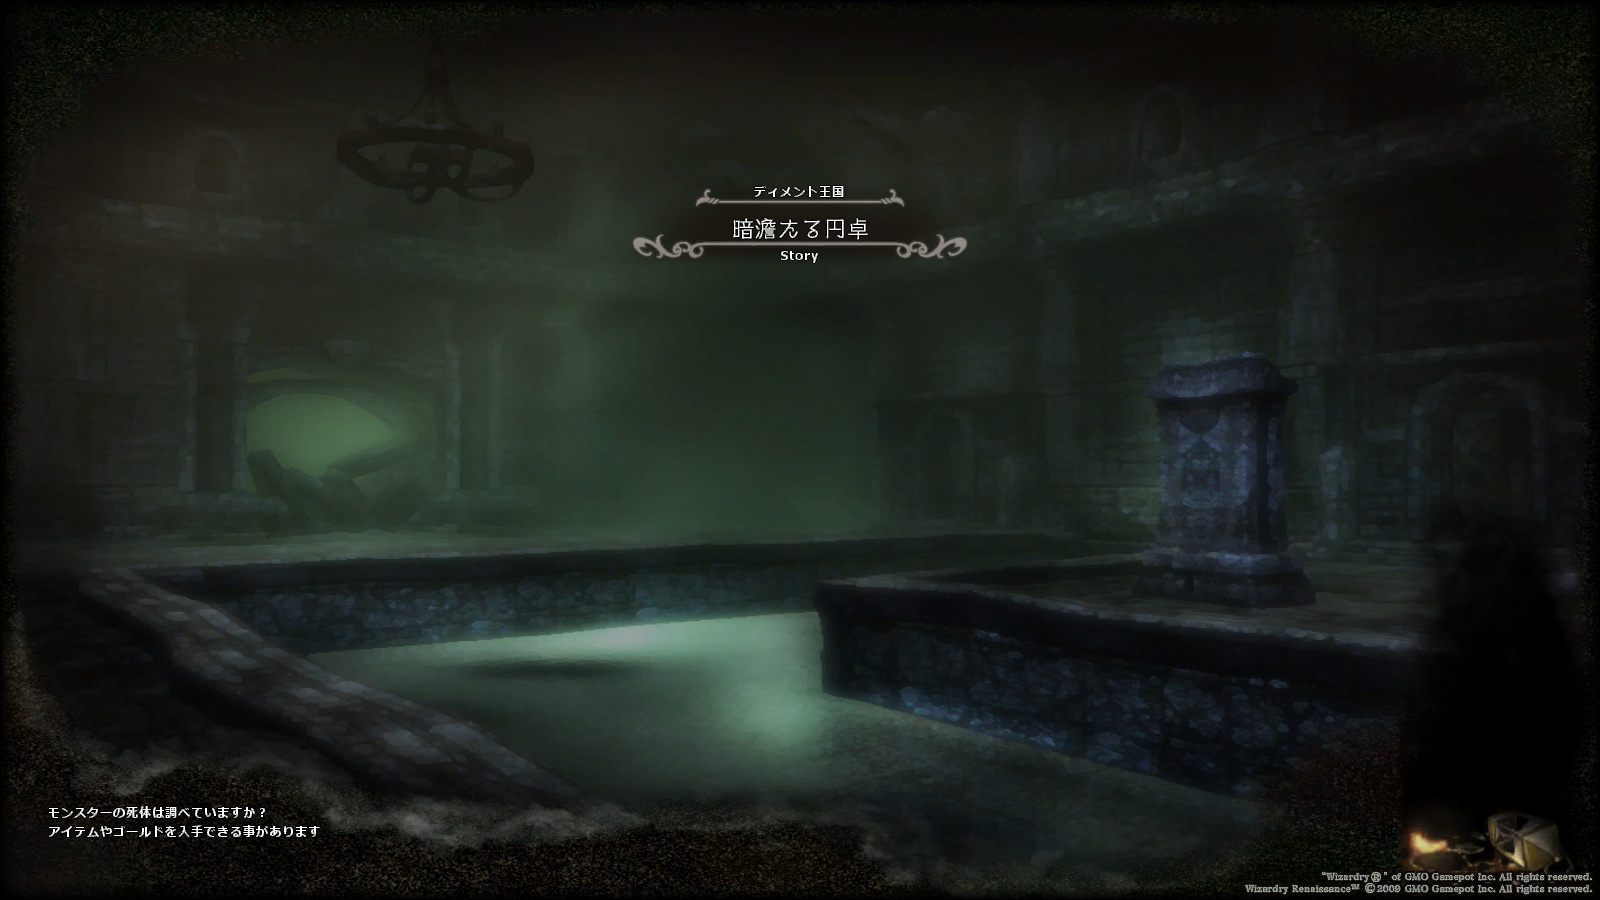 ディメント王国
暗澹たる円卓
Story
モンスターの死体は調べていますか？
アイテムやゴールドを入手できる事があります
"Wizardry®" of GMO Gamepot Inc. All rights reserved.
Wizardry Renaissance™ ©2009 GMO Gamepot Inc. All rights reserved.